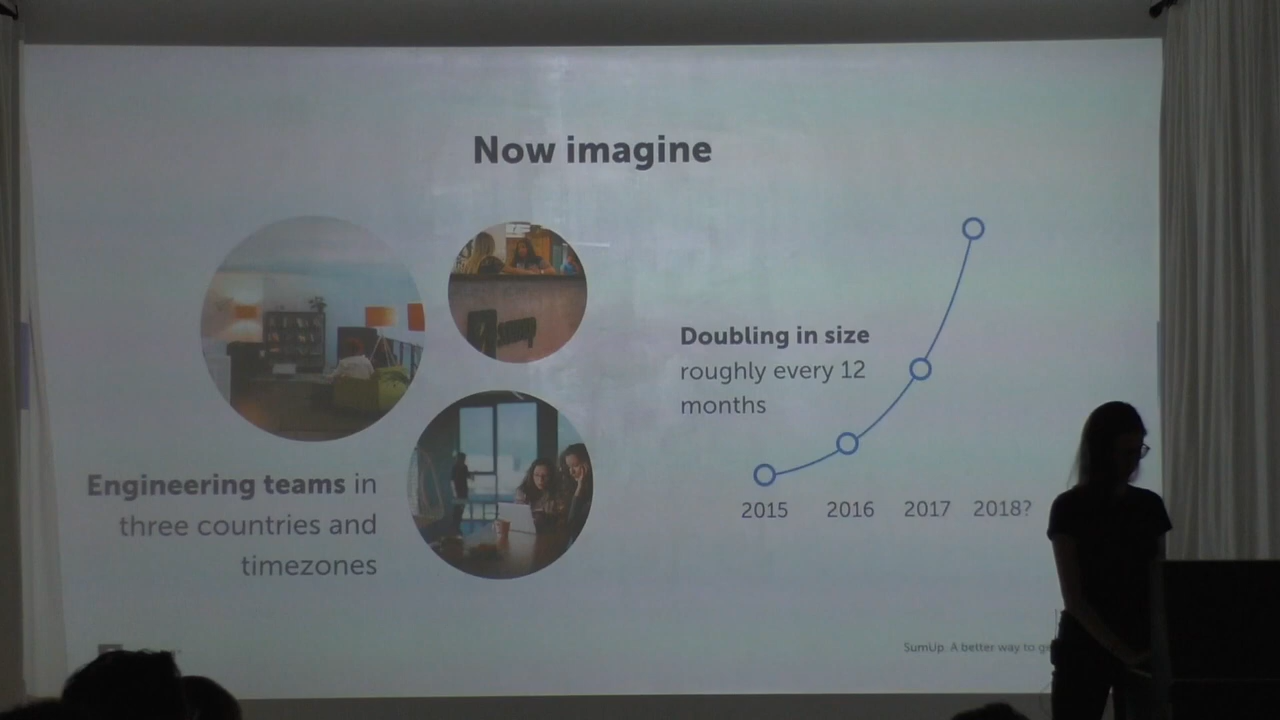 Now imagine
Engineering teams in
three countries and
timezones
Doubling in size
roughly every 12
months
2015 2016 2017 2018?
SumUp. A better way to